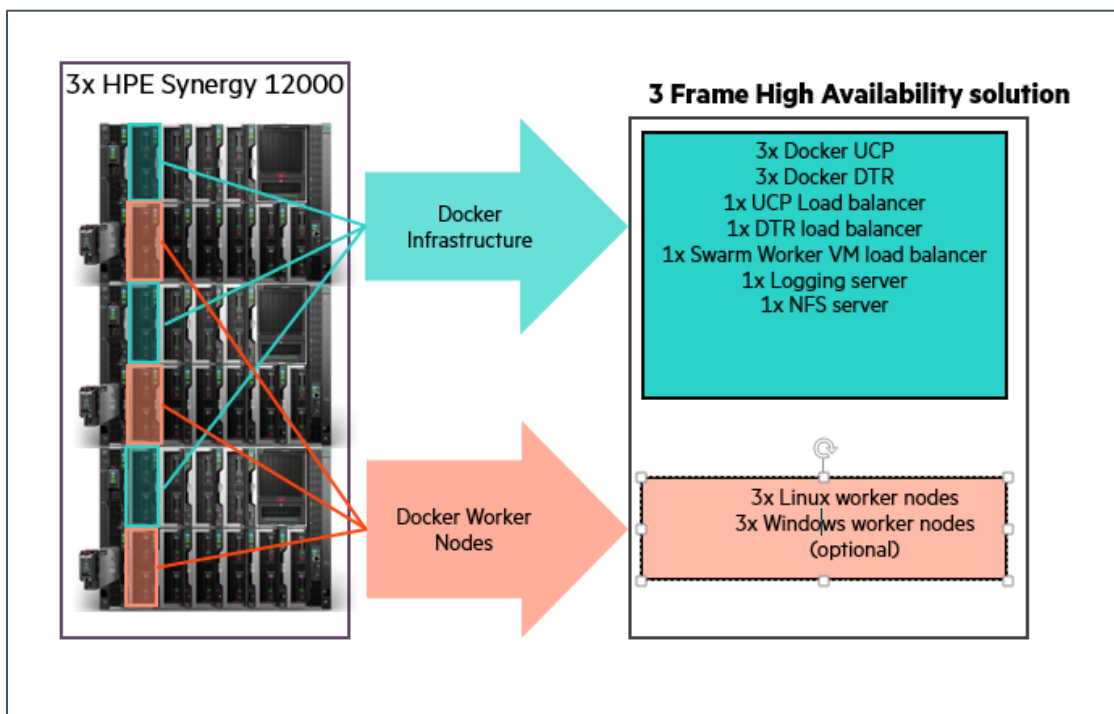 3x HPE Synergy 12000
3 Frame High Availability solution
Docker
Infrastructure
3x Docker UCP
3x Docker DTR
1x UCP Load balancer
1x DTR load balancer
1x Swarm Worker VM load balancer
1x Logging server
1x NFS server
Docker Worker
Nodes
3x Linux worker nodes
3x Windows worker nodes
(optional)